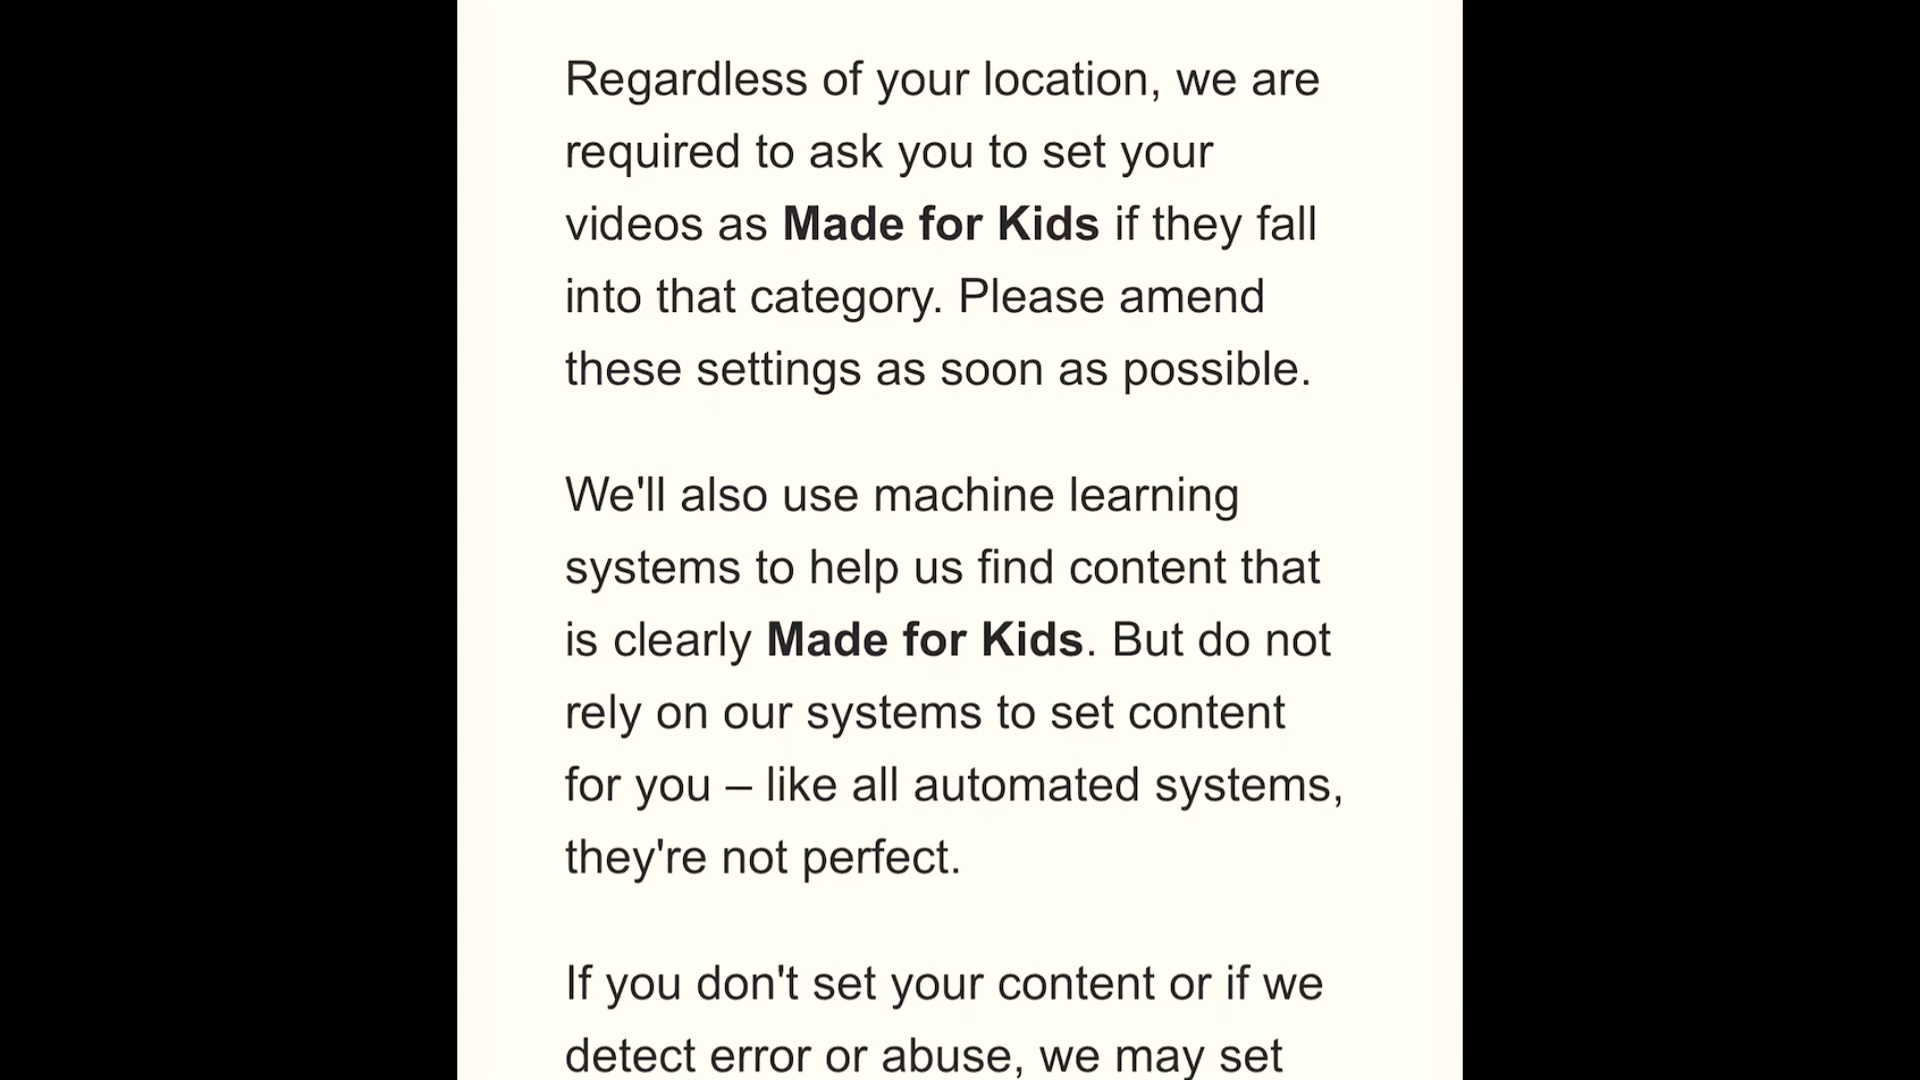 Regardless of your location, we are
required to ask you to set your
videos as Made for Kids if they fall
into that category. Please amend
these settings as soon as possible.
We'll also use machine learning
systems to help us find content that
is clearly Made for Kids. But do not
rely on our systems to set content
for you – like all automated systems,
they're not perfect.
If you don't set your content or if we
detect error or abuse, we may set